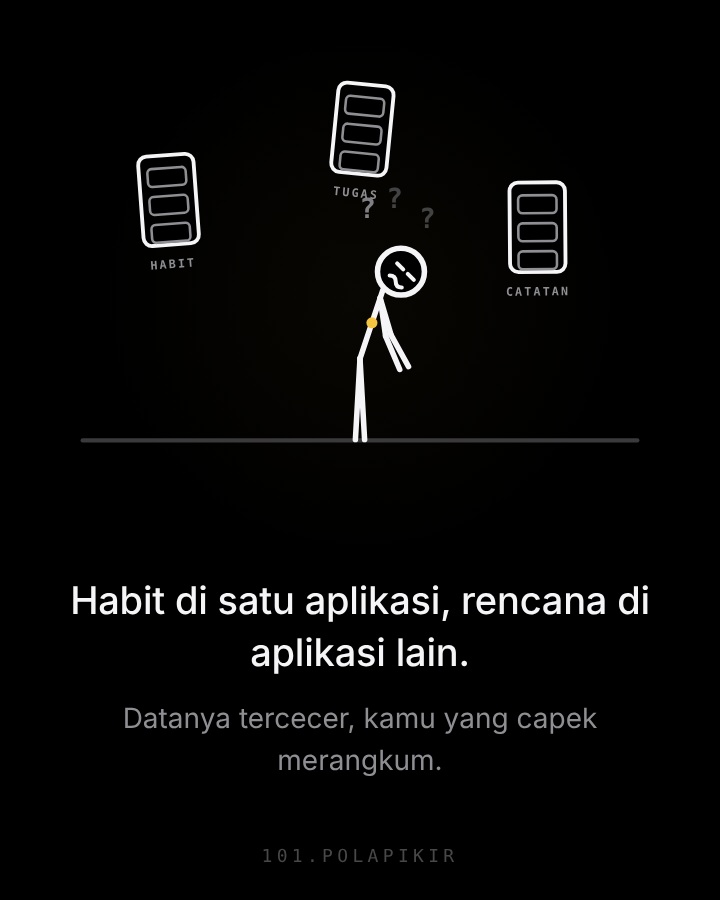 TUGAS
? ? ?
HABIT
CATATAN
Habit di satu aplikasi, rencana di
aplikasi lain.
Datanya tercecer, kamu yang capek
merangkum.
101.POLAPIKIR